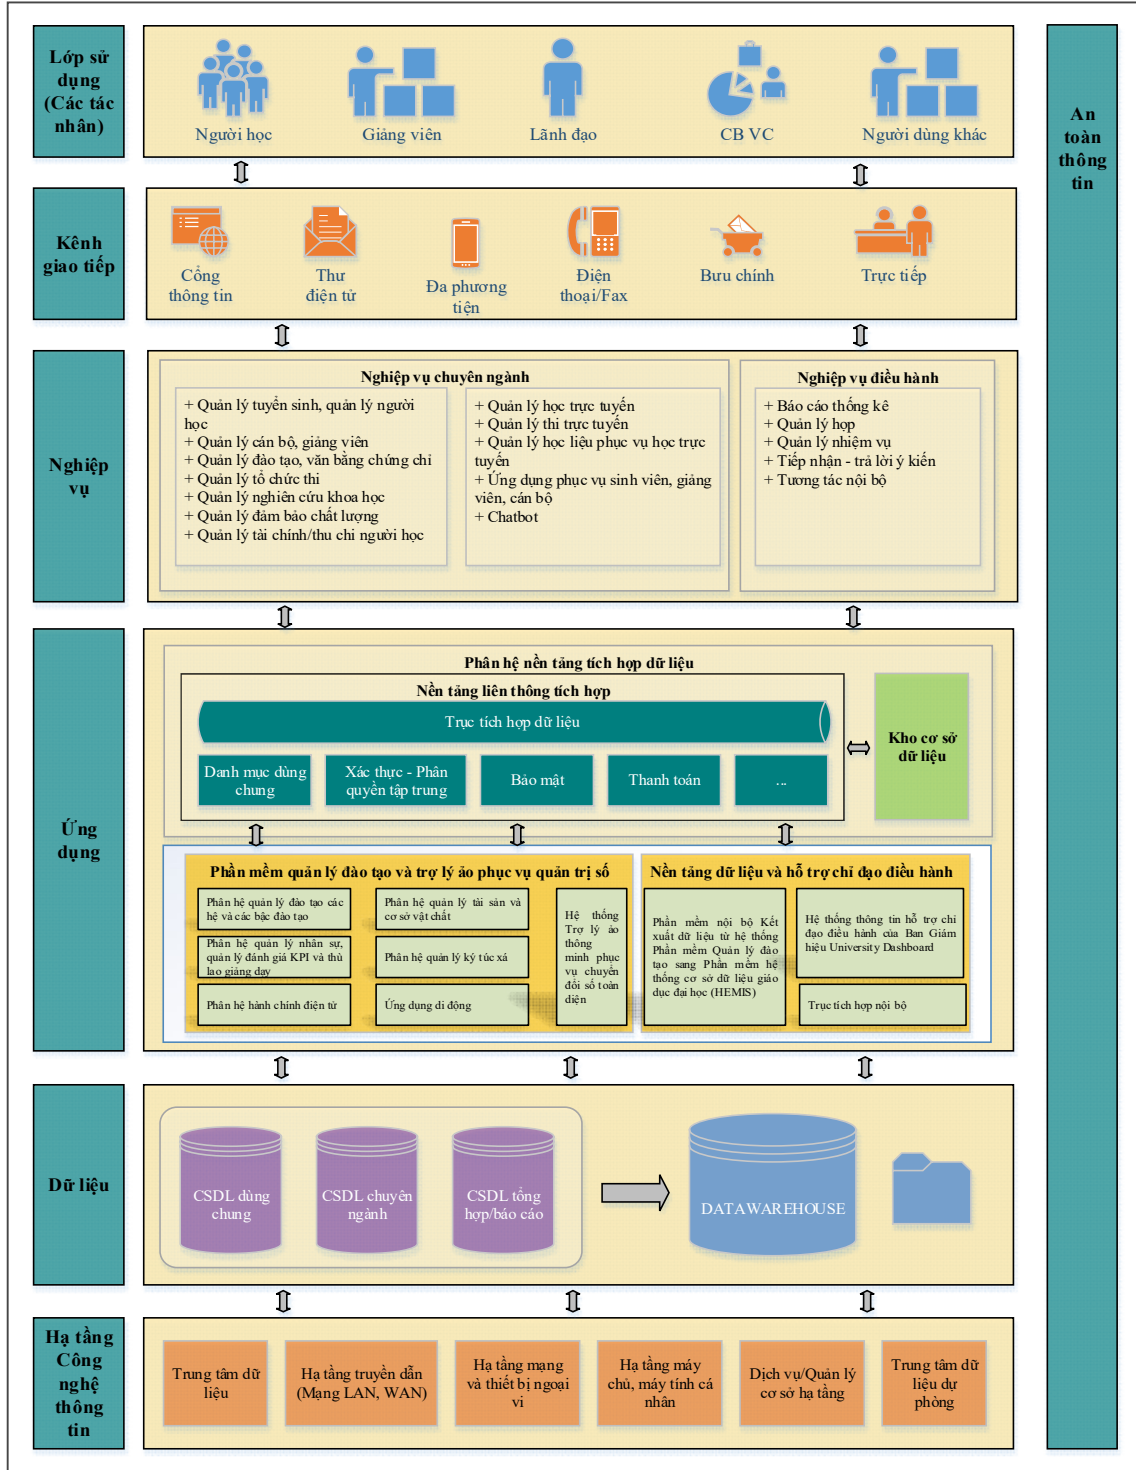 Lớp sử
dụng
(Các tác
nhân)
Người học
Giảng viên
Lãnh đạo
CB VC
Người dùng khác
An
toàn
thông
tin
Kênh
giao tiếp
Cổng
thông tin
Thư
điện tử
Đa phương
tiện
Điện
thoại/Fax
Bưu chính
Trực tiếp
Nghiệp
vụ
Nghiệp vụ chuyên ngành
+ Quản lý tuyển sinh, quản lý người
học
+ Quản lý cán bộ, giảng viên
+ Quản lý đào tạo, văn bằng chứng chỉ
+ Quản lý tổ chức thi
+ Quản lý nghiên cứu khoa học
+ Quản lý đảm bảo chất lượng
+ Quản lý tài chính/thu chi người học
+ Quản lý học trực tuyến
+ Quản lý thi trực tuyến
+ Quản lý học liệu phục vụ học trực
tuyến
+ Ứng dụng phục vụ sinh viên, giảng
viên, cán bộ
+ Chatbot
Nghiệp vụ điều hành
+ Báo cáo thống kê
+ Quản lý họp
+ Quản lý nhiệm vụ
+ Tiếp nhận - trả lời ý kiến
+ Tương tác nội bộ
Ứng
dụng
Phân hệ nền tảng tích hợp dữ liệu
Nền tảng liên thông tích hợp
Trục tích hợp dữ liệu
Danh mục dùng
chung
Xác thực - Phân
quyền tập trung
Bảo mật
Thanh toán
...
Kho cơ sở
dữ liệu
Phần mềm quản lý đào tạo và trợ lý ảo phục vụ quản trị số
Phân hệ quản lý đào tạo các
hệ và các bậc đào tạo
Phân hệ quản lý nhân sự,
quản lý đánh giá KPI và thù
lao giảng dạy
Phân hệ hành chính điện tử
Phân hệ quản lý tài sản và
cơ sở vật chất
Phân hệ quản lý ký túc xá
Ứng dụng di động
Hệ thống
Trợ lý ảo
thông
minh phục
vụ chuyển
đổi số toàn
diện
Nền tảng dữ liệu và hỗ trợ chỉ đạo điều hành
Phần mềm nội bộ Kết
xuất dữ liệu từ hệ thống
Phần mềm Quản lý đào
tạo sang Phần mềm hệ
thống cơ sở dữ liệu giáo
dục đại học (HEMIS)
Hệ thống thông tin hỗ trợ chỉ
đạo điều hành của Ban Giám
hiệu University Dashboard
Trục tích hợp nội bộ
Dữ liệu
CSDL dùng
chung
CSDL chuyên
ngành
CSDL tổng
hợp/báo cáo
DATAWAREHOUSE
Hạ tầng
Công
nghệ
thông
tin
Trung tâm dữ
liệu
Hạ tầng truyền dẫn
(Mạng LAN, WAN)
Hạ tầng mạng
và thiết bị ngoại
vi
Hạ tầng máy
chủ, máy tính cá
nhân
Dịch vụ/Quản lý
cơ sở hạ tầng
Trung tâm dữ
liệu dự
phòng